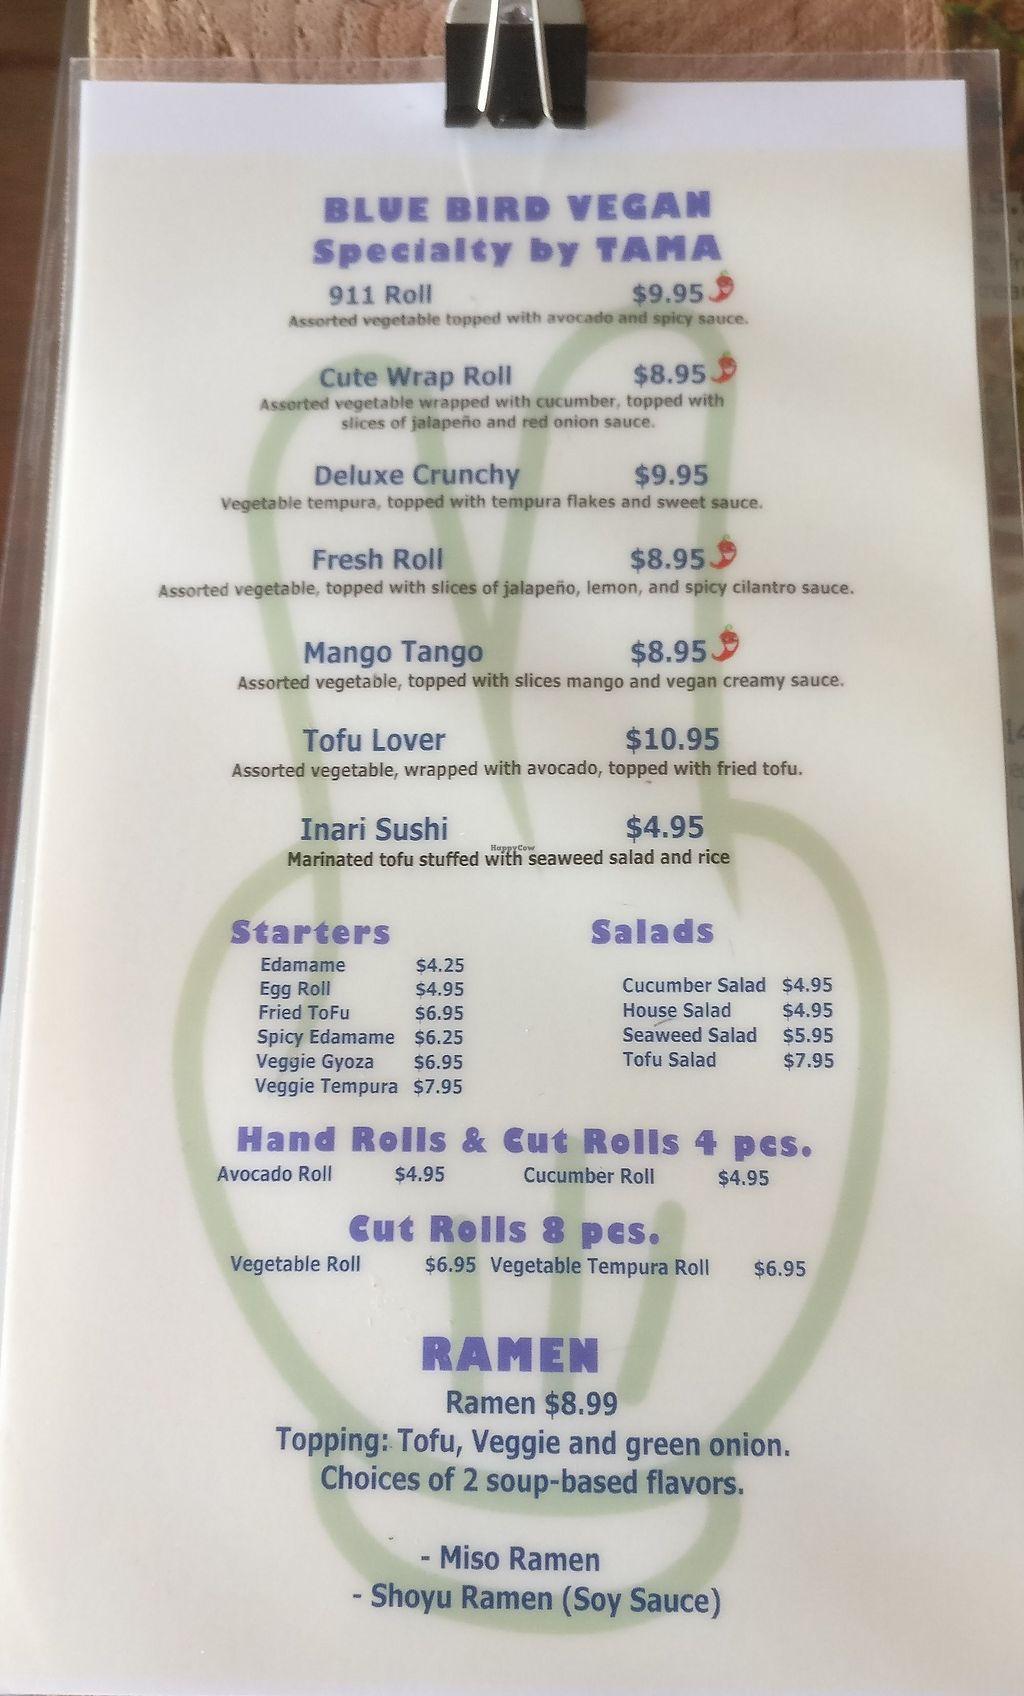 BLUE BIRD VEGAN
Specialty by TAMA
911 Roll $9.95
Assorted vegetable topped with avocado and spicy sauce.
Cute Wrap Roll $8.95
Assorted vegetable wrapped with cucumber, topped with
slices of jalapeño and red onion sauce.
Deluxe Crunchy $9.95
Vegetable tempura, topped with tempura flakes and sweet sauce.
Fresh Roll $8.95
Assorted vegetable, topped with slices of jalapeño, lemon, and spicy cilantro sauce.
Mango Tango $8.95
Assorted vegetable, topped with slices mango and vegan creamy sauce.
Tofu Lover $10.95
Assorted vegetable, wrapped with avocado, topped with fried tofu.
Inari Sushi $4.95
HappyCow
Marinated tofu stuffed with seaweed salad and rice
Starters
Edamame $4.25
Egg Roll $4.95
Fried ToFu $6.95
Spicy Edamame $6.25
Veggie Gyoza $6.95
Veggie Tempura $7.95
Salads
Cucumber Salad $4.95
House Salad $4.95
Seaweed Salad $5.95
Tofu Salad $7.95
Hand Rolls & Cut Rolls 4 pcs.
Avocado Roll $4.95 Cucumber Roll $4.95
Cut Rolls 8 pcs.
Vegetable Roll $6.95 Vegetable Tempura Roll $6.95
RAMEN
Ramen $8.99
Topping: Tofu, Veggie and green onion.
Choices of 2 soup-based flavors.
- Miso Ramen
- Shoyu Ramen (Soy Sauce)